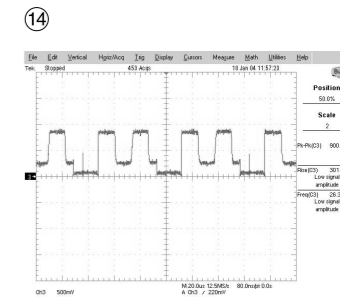 14
File Edit Vertical Horiz/Acq Trig Display Cursors Measure Math Utilities Help
Tek Stopped 453 Acqs 10 Jan 04 11:57:23
Position
50.0%
Scale
2
Pk-Pk(C3) 900.
Rise(C3) 301
Low signal
amplitude
Freq(C3) 26.3
Low signal
amplitude
Ch3 500mV
M 20.0us 12.5MS/s 80.0ns/pt 0.0s
A Ch3 / 220mV